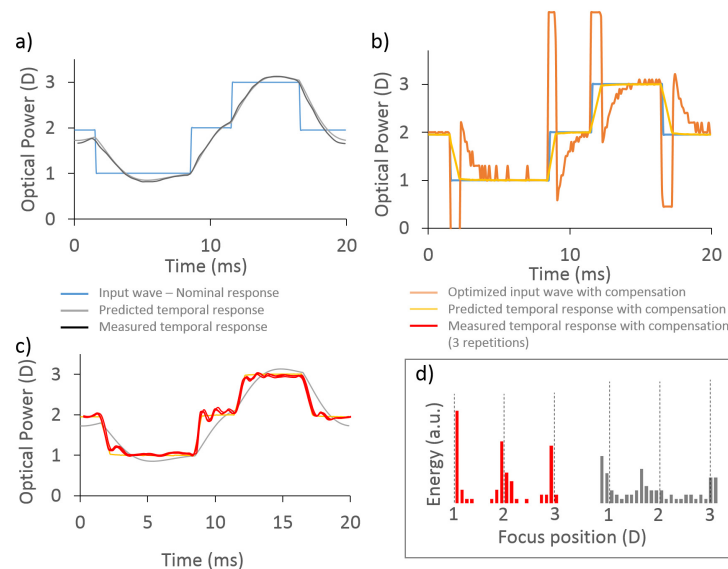 a)
Optical Power (D)
3
2
1
0
0
10
20
Time (ms)
Input wave – Nominal response
Predicted temporal response
Measured temporal response
b)
Optical Power (D)
3
2
1
0
0
10
20
Time (ms)
Optimized input wave with compensation
Predicted temporal response with compensation
Measured temporal response with compensation
(3 repetitions)
c)
Optical Power (D)
3
2
1
0
0
5
10
15
20
Time (ms)
d)
Energy (a.u.)
1
2
3
1
2
3
Focus position (D)